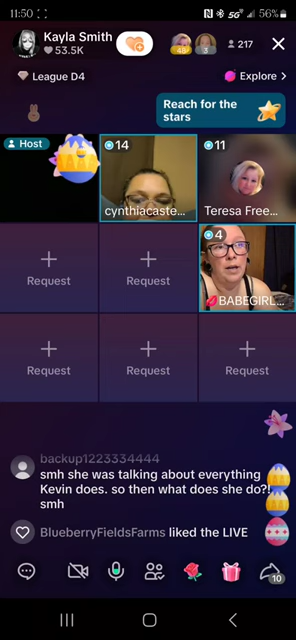 11:50
5G 56%
Kayla Smith
53.5K
48
3
217
League D4
Explore >
Reach for the
stars
Host
14
cynthiacaste...
11
Teresa Free...
+
Request
+
Request
4
BABEGIRL...
+
Request
+
Request
+
Request
backup1223334444
smh she was talking about everything
Kevin does. so then what does she do?!
smh
BlueberryFieldsFarms liked the LIVE
10